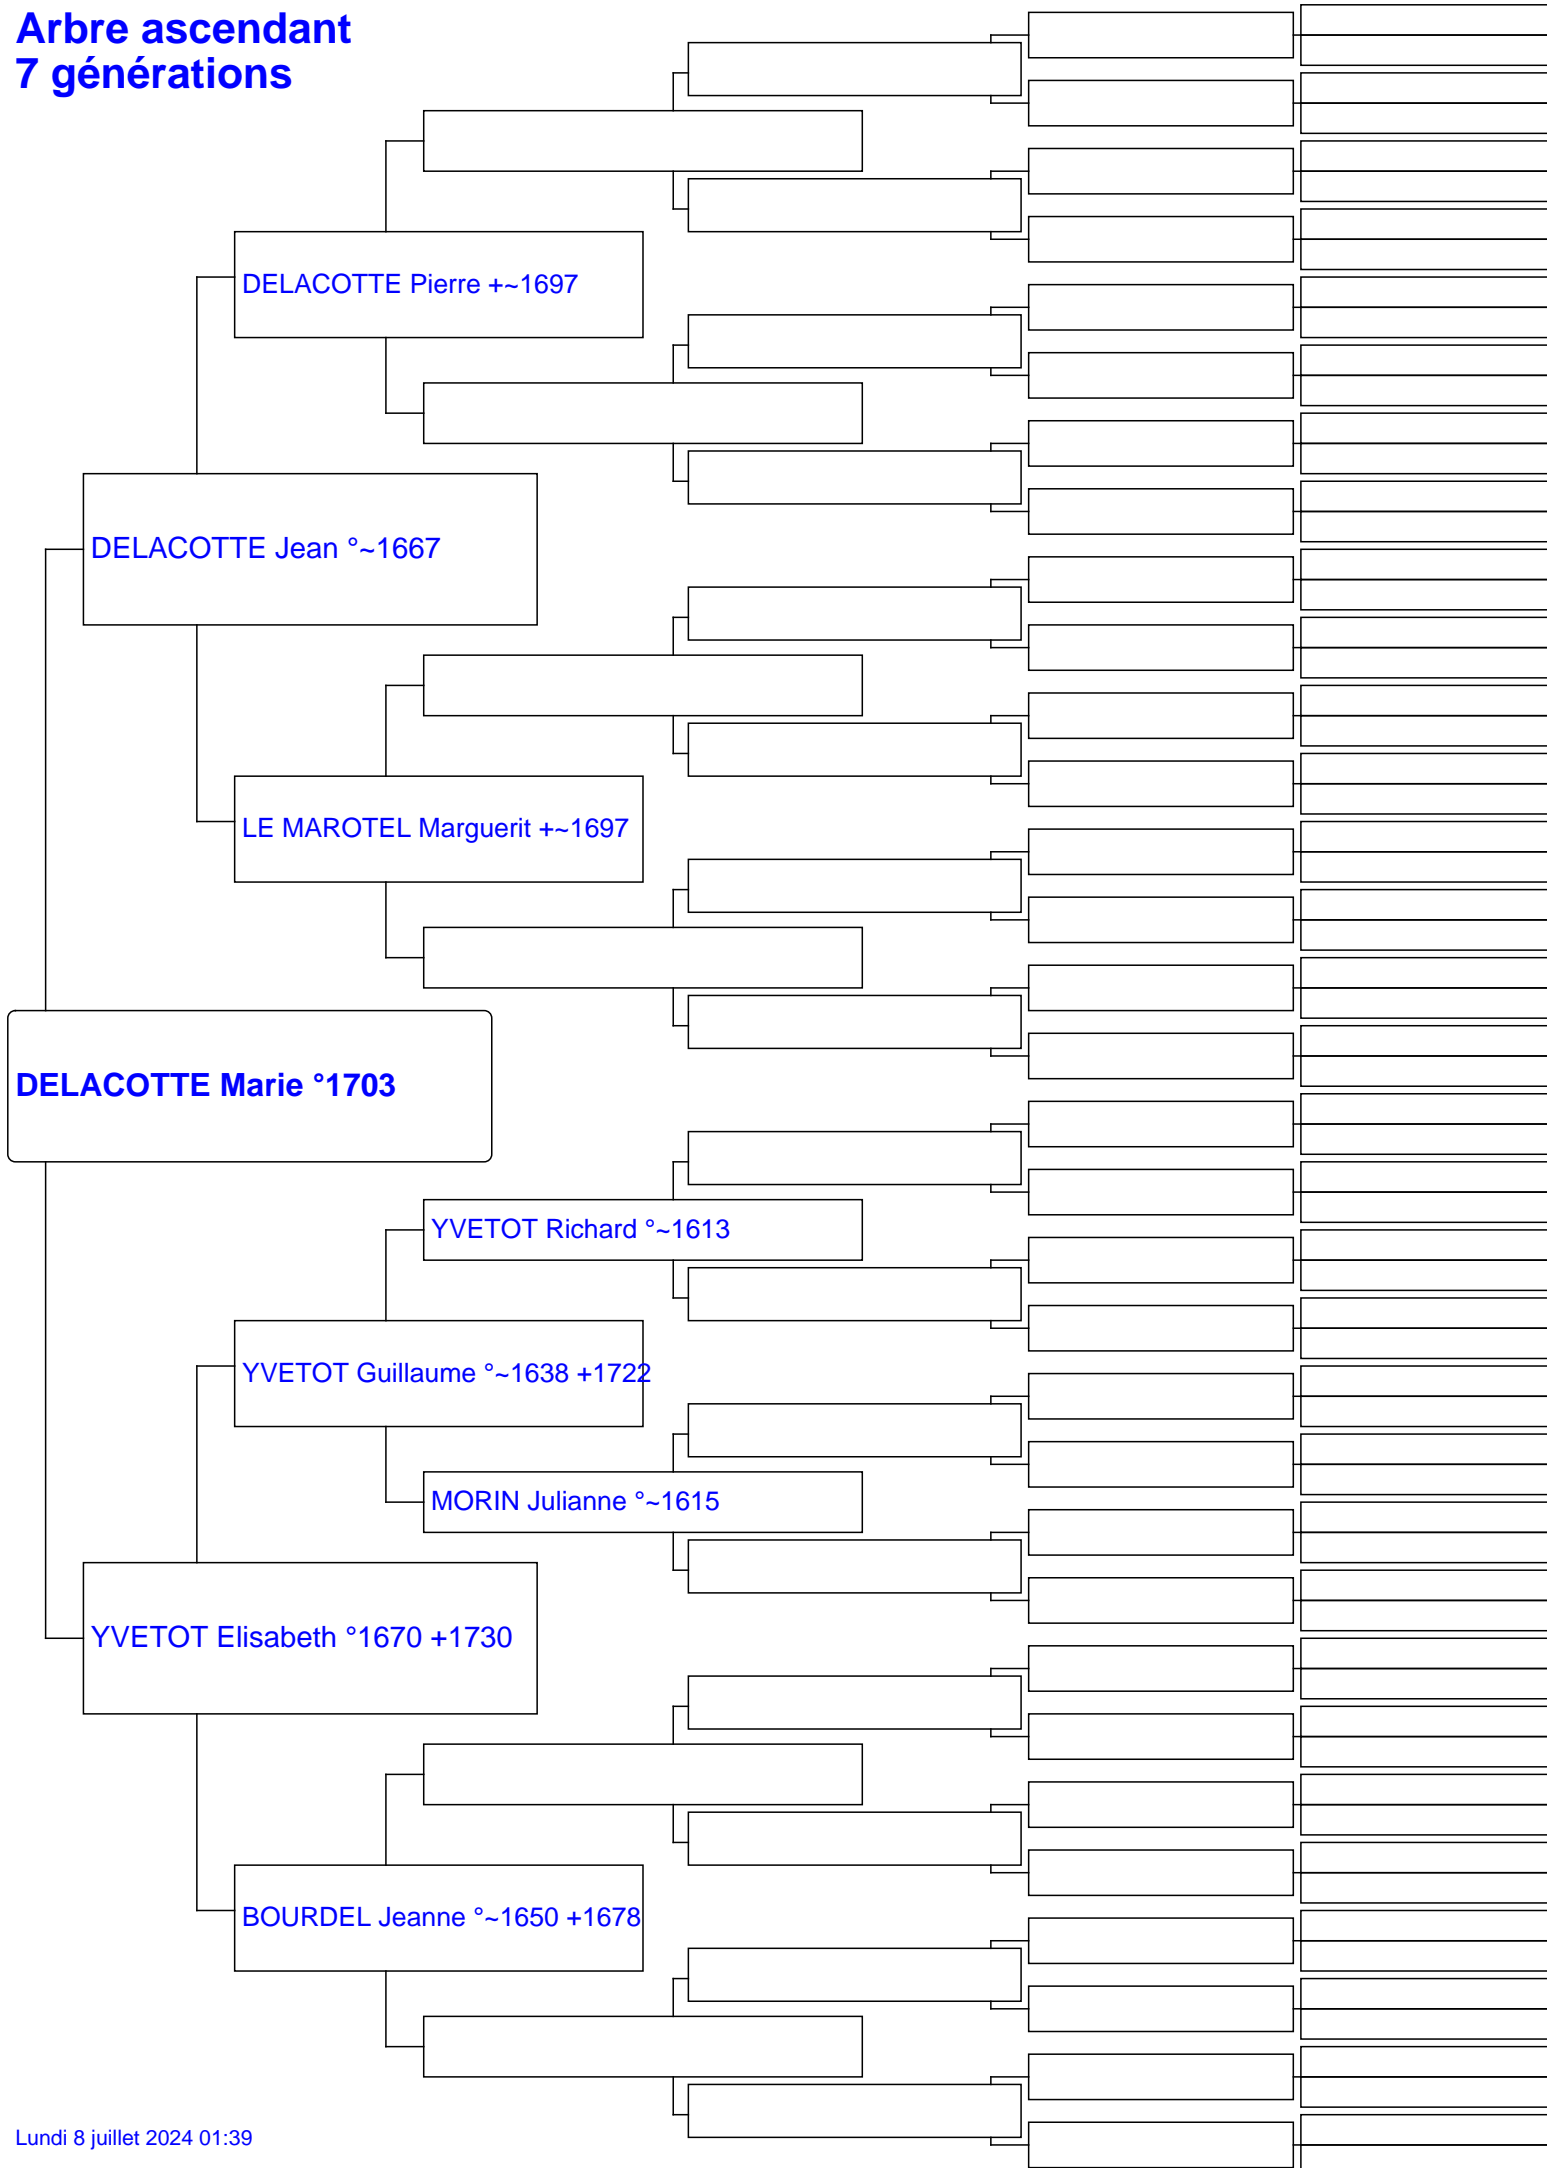 Arbre ascendant
7 générations
DELACOTTE Pierre +~1697
DELACOTTE Jean °~1667
LE MAROTEL Marguerit +~1697
DELACOTTE Marie °1703
YVETOT Richard °~1613
YVETOT Guillaume °~1638 +1722
MORIN Julianne °~1615
YVETOT Elisabeth °1670 +1730
BOURDEL Jeanne °~1650 +1678
Lundi 8 juillet 2024 01:39